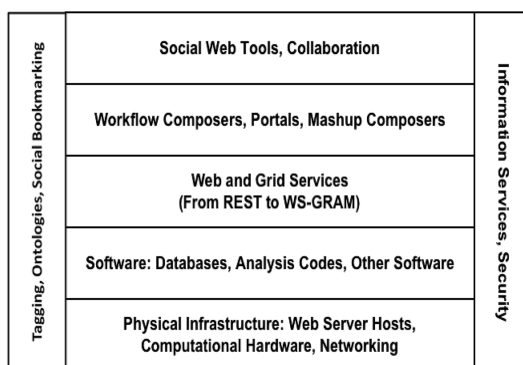 Tagging, Ontologies, Social Bookmarking
Social Web Tools, Collaboration
Workflow Composers, Portals, Mashup Composers
Web and Grid Services
(From REST to WS-GRAM)
Software: Databases, Analysis Codes, Other Software
Physical Infrastructure: Web Server Hosts,
Computational Hardware, Networking
Information Services, Security